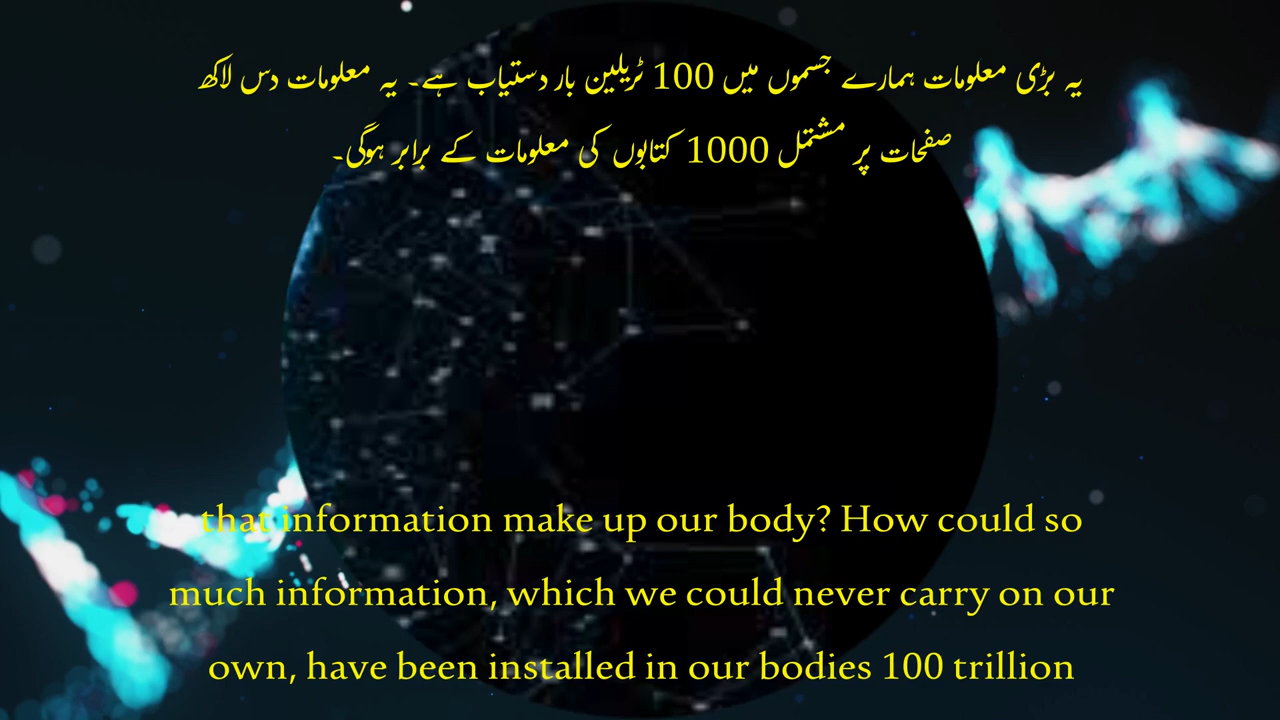 یہ بڑی معلومات ہمارے جسموں میں 100 ٹریلین بار دستیاب ہے۔ یہ معلومات دس لاکھ
صفحات پر مشتمل 1000 کتابوں کی معلومات کے برابر ہوگی۔
that information make up our body? How could so
much information, which we could never carry on our
own, have been installed in our bodies 100 trillion